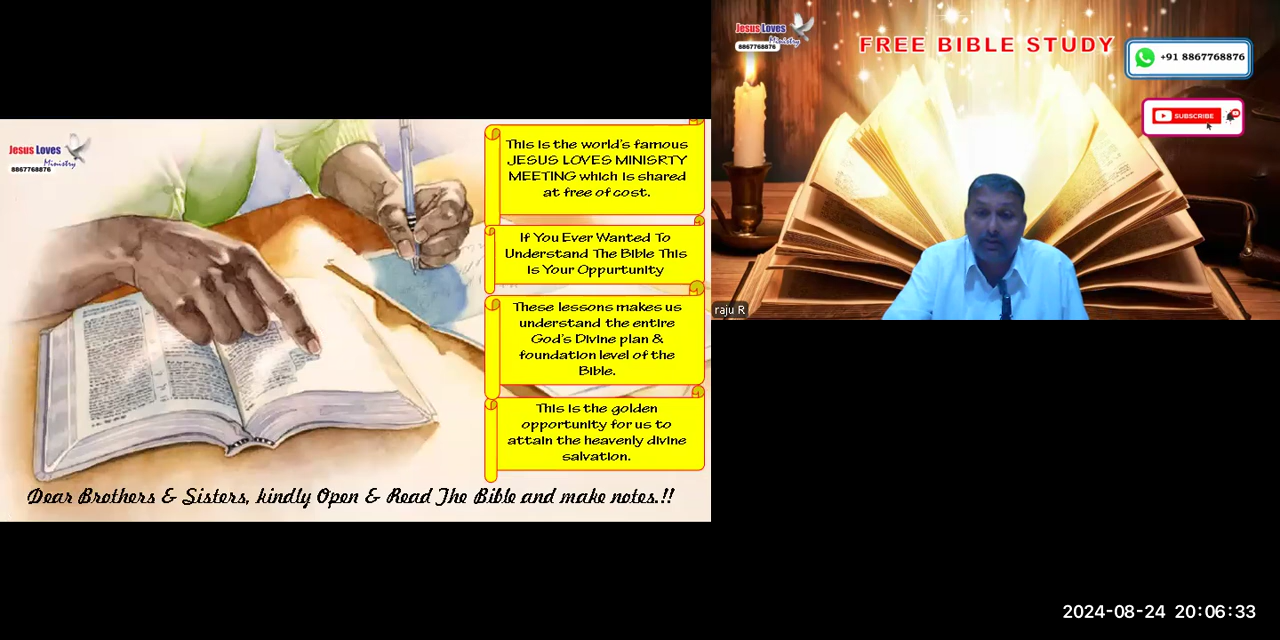 Jesus Loves
Ministry
8867768876
This is the world's famous
JESUS LOVES MINISRTY
MEETING which is shared
at free of cost.
If You Ever Wanted To
Understand The Bible This
is Your Oppurtunity
These lessons makes us
understand the entire
God's Divine plan &
foundation level of the
Bible.
This is the golden
opportunity for us to
attain the heavenly divine
salvation.
Dear Brothers & Sisters, kindly Open & Read The Bible and make notes.!!
Jesus Loves
Ministry
8867768876
FREE BIBLE STUDY
+91 8867768876
SUBSCRIBE
raju R
2024-08-24 20:06:33